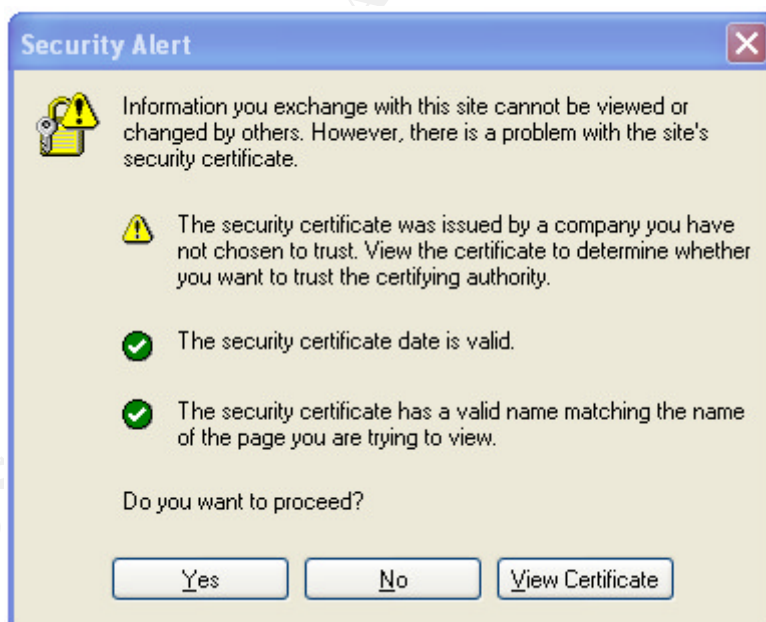 Security Alert
Information you exchange with this site cannot be viewed or
changed by others. However, there is a problem with the site's
security certificate.
The security certificate was issued by a company you have
not chosen to trust. View the certificate to determine whether
you want to trust the certifying authority.
The security certificate date is valid.
The security certificate has a valid name matching the name
of the page you are trying to view.
Do you want to proceed?
Yes No View Certificate